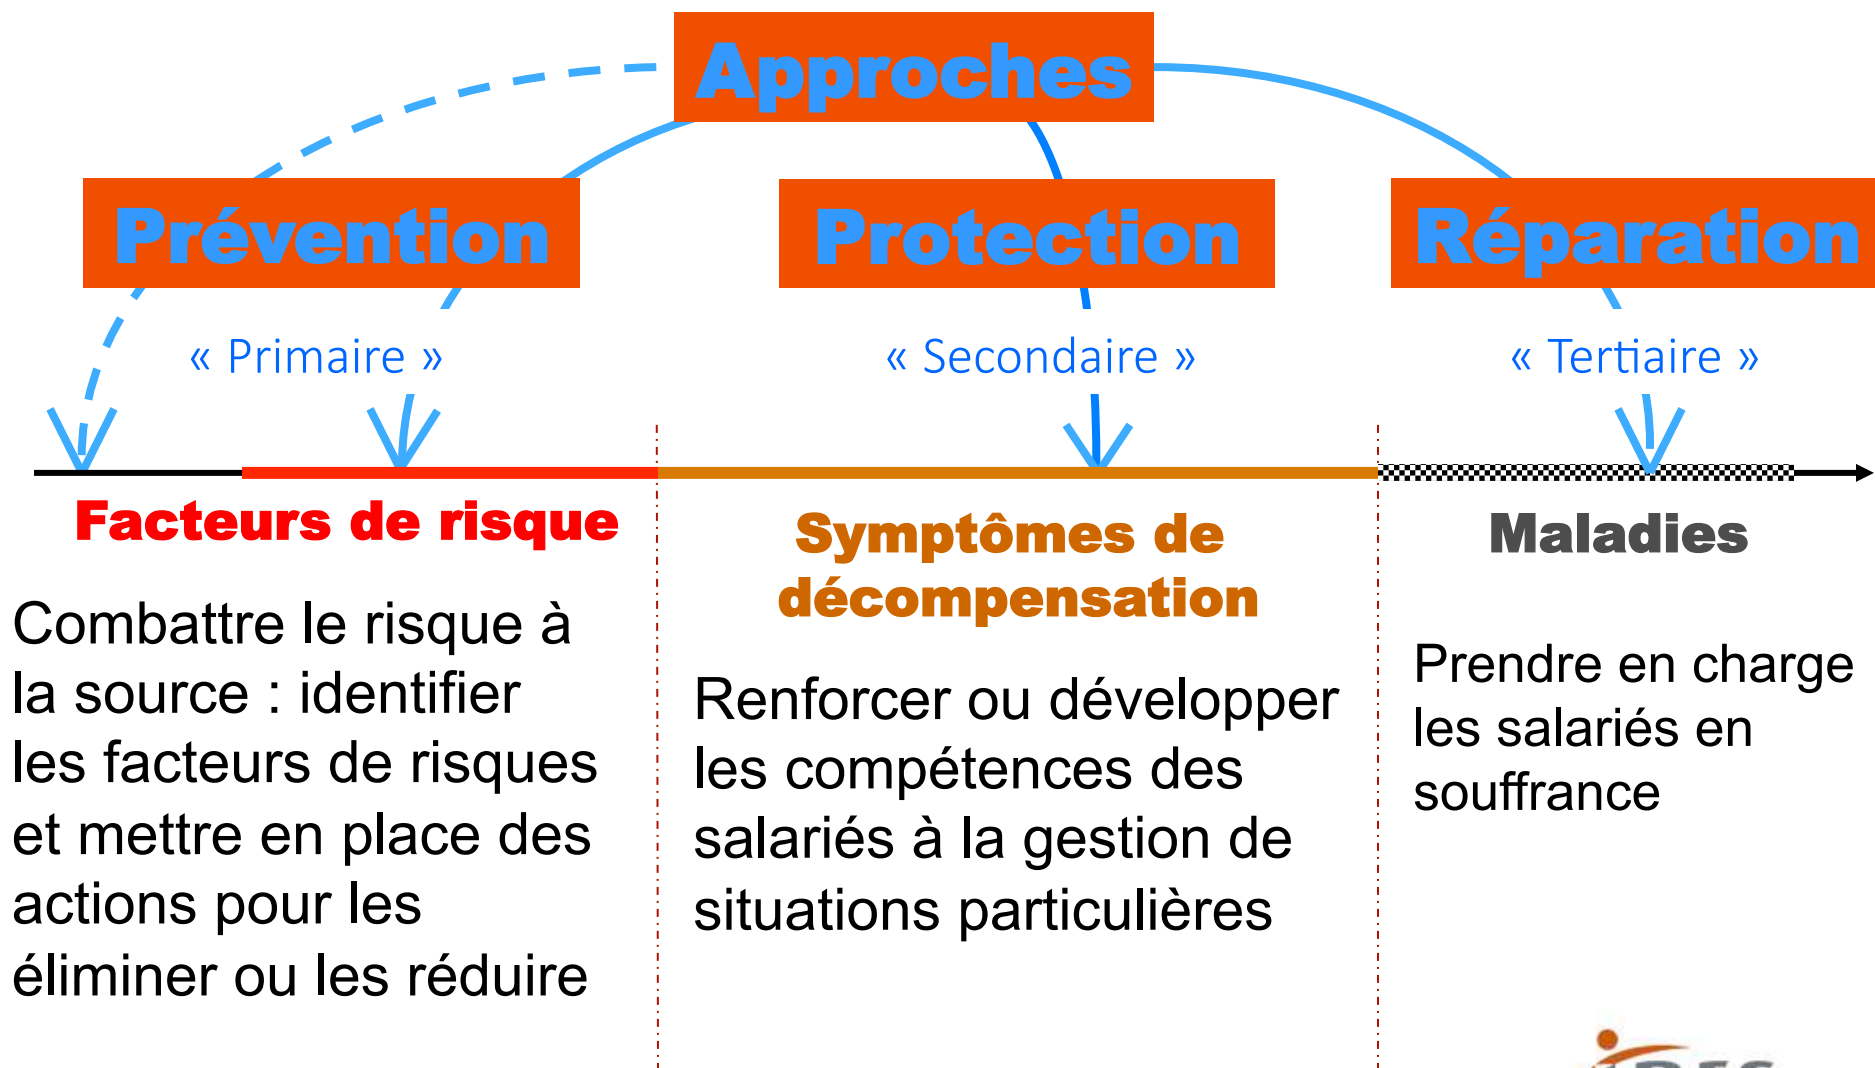 Approches
Prévention
Protection
Réparation
« Primaire »
« Secondaire »
« Tertiaire »
Facteurs de risque
Combattre le risque à
la source : identifier
les facteurs de risques
et mettre en place des
actions pour les
éliminer ou les réduire
Symptômes de
décompensation
Renforcer ou développer
les compétences des
salariés à la gestion de
situations particulières
Maladies
Prendre en charge
les salariés en
souffrance